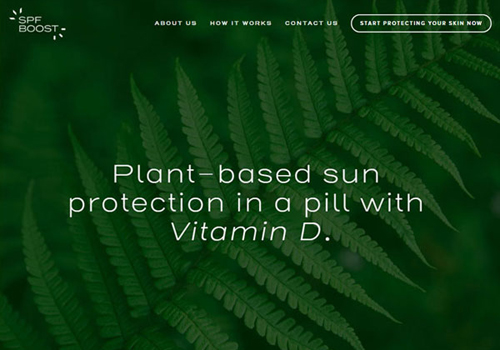 SPF
BOOST
ABOUT US HOW IT WORKS CONTACT US START PROTECTING YOUR SKIN NOW
Plant-based sun
protection in a pill with
Vitamin D.